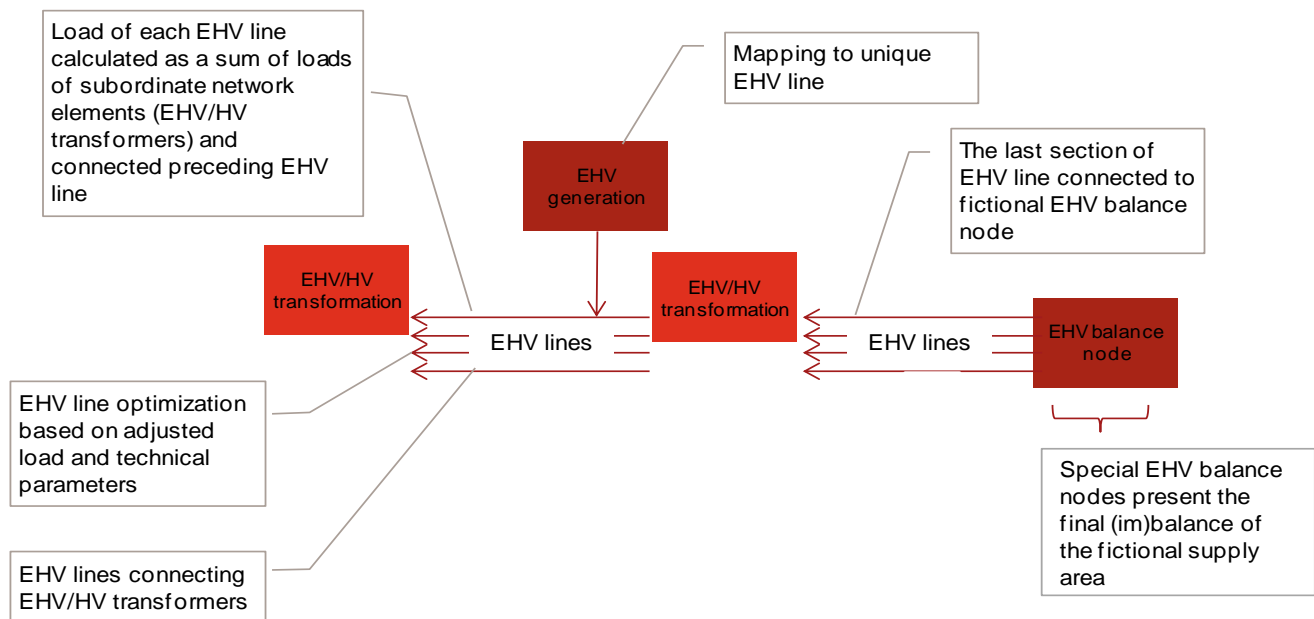 Load of each EHV line
calculated as a sum of loads
of subordinate network
elements (EHV/HV
transformers) and
connected preceding EHV
line
Mapping to unique
EHV line
The last section of
EHV line connected to
fictional EHV balance
node
EHV
generation
EHV/HV
transformation
EHV/HV
transformation
EHV lines
EHV lines
EHV balance
node
EHV line optimization
based on adjusted
load and technical
parameters
Special EHV balance
nodes present the
final (im)balance of
the fictional supply
area
EHV lines connecting
EHV/HV transformers